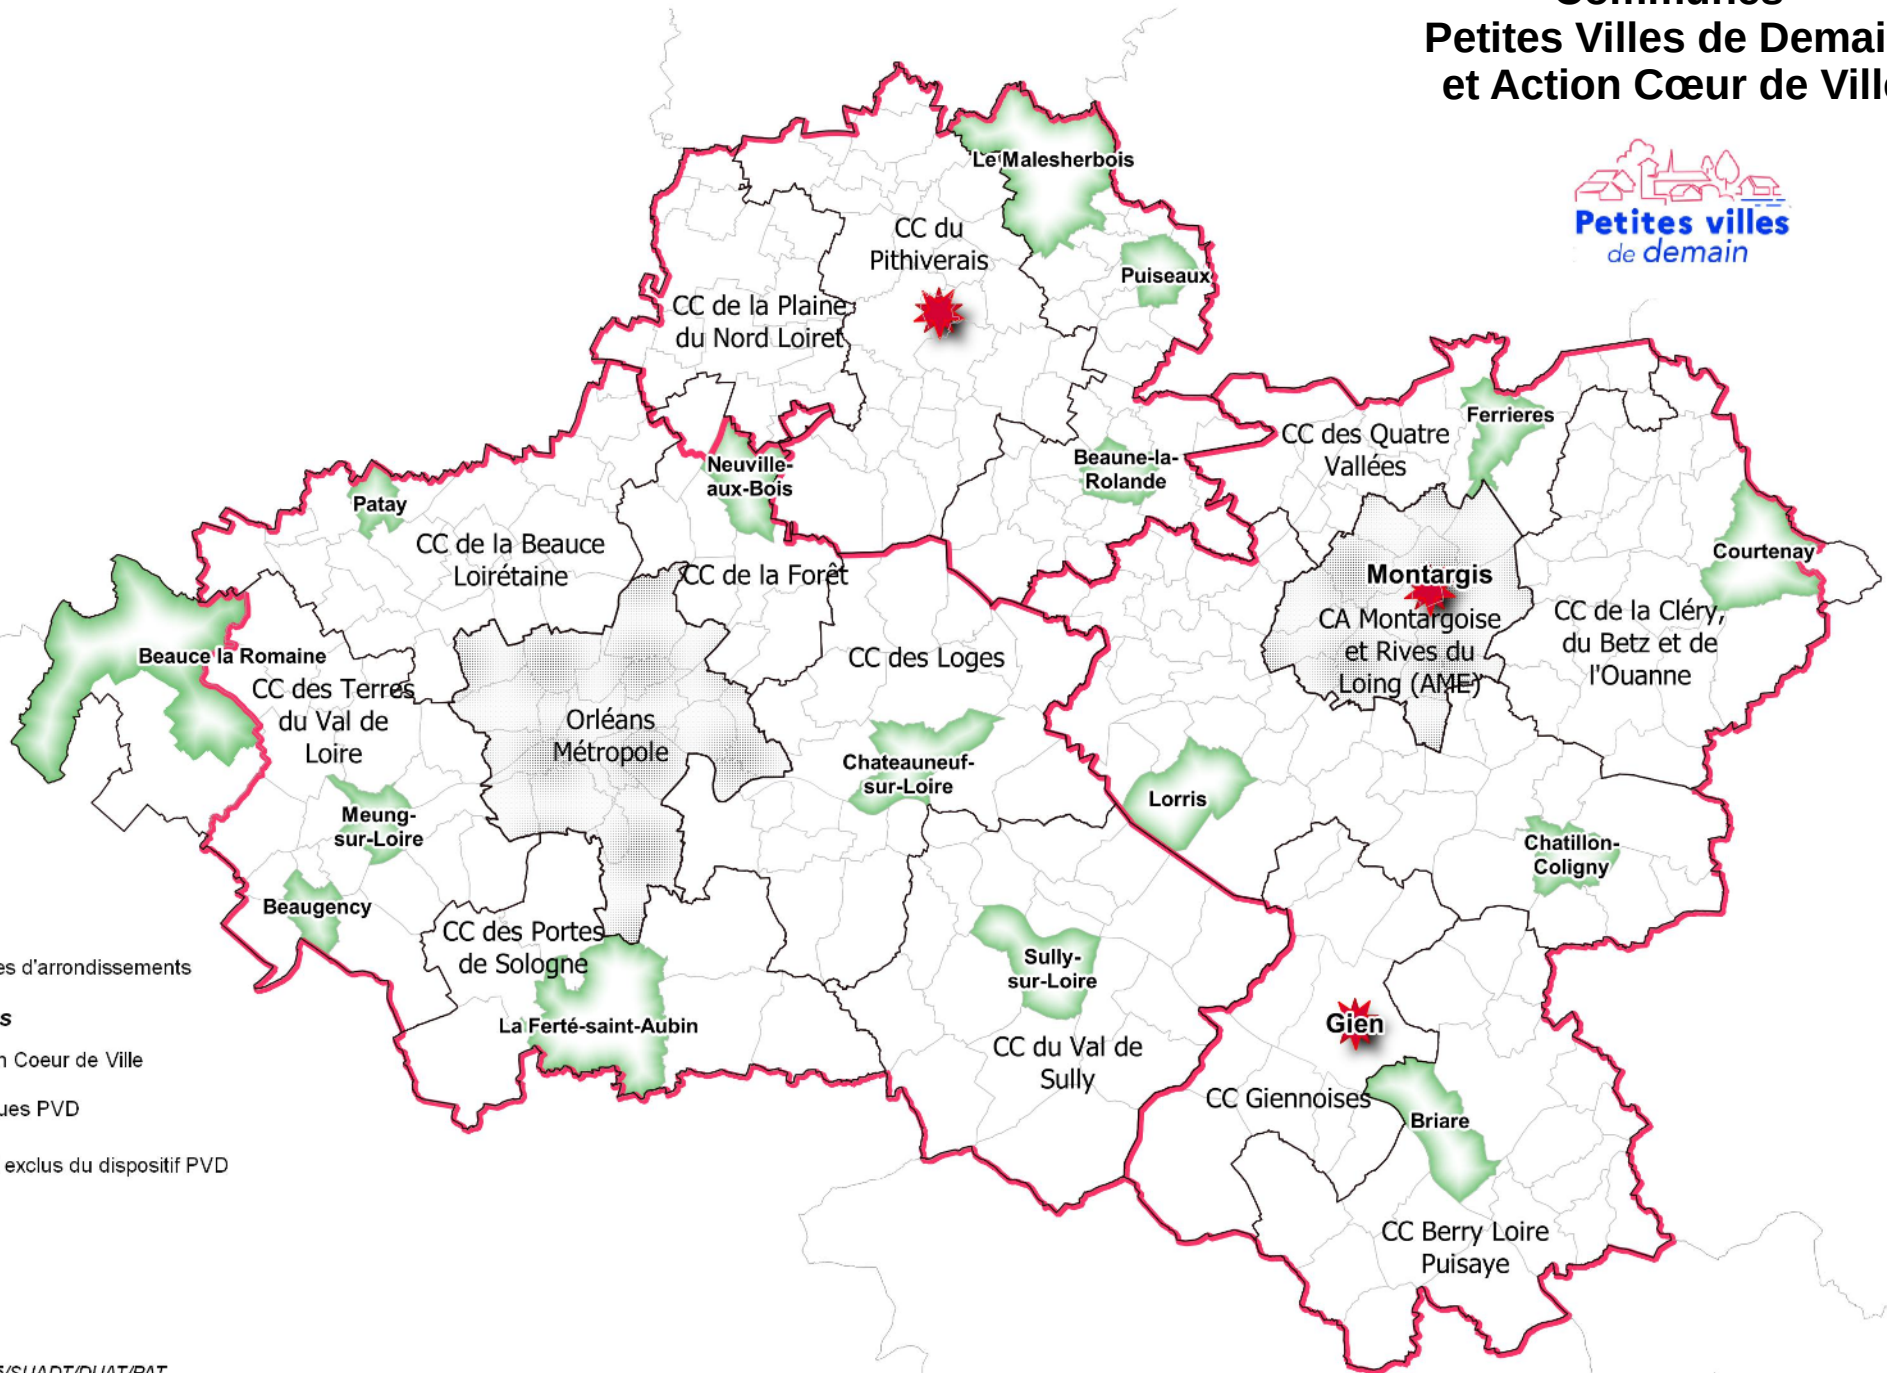 Petites Villes de Demai
et Action Cœur de Ville
Petites villes
de demain
Le Malesherbois
CC du
Pithiverais
Puiseaux
CC de la Plaine
du Nord Loiret
Ferrieres
CC des Quatre
Vallées
Neuville-
aux-Bois
Beaune-la-
Rolande
Patay
CC de la Beauce
Loirétaine
CC de la Forêt
Courtenay
Montargis
CA Montargoise
et Rives du
Loing (AME)
CC de la Cléry,
du Betz et de
l'Ouanne
Beauce la Romaine
CC des Terres
du Val de
Loire
CC des Loges
Orléans
Métropole
Chateauneuf-
sur-Loire
Lorris
Meung-
sur-Loire
Chatillon-
Coligny
Beaugency
CC des Portes
de Sologne
Sully-
sur-Loire
La Ferté-saint-Aubin
Gien
CC du Val de
Sully
CC Giennoises
Briare
CC Berry Loire
Puisaye
es d'arrondissements
s
n Coeur de Ville
ues PVD
exclus du dispositif PVD